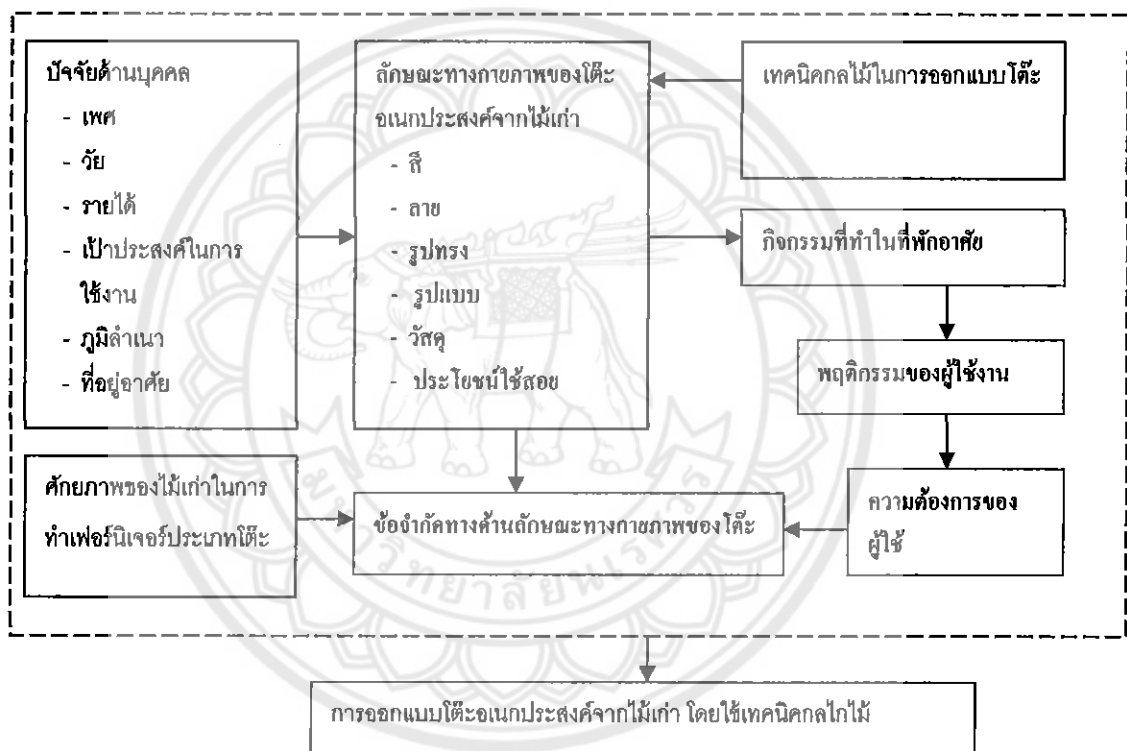 ปัจจัยด้านบุคคล
- เพศ
- วัย
- รายได้
- เป้าประสงค์ในการ
ใช้งาน
- ภูมิลำเนา
- ที่อยู่อาศัย
ลักษณะทางกายภาพของโต๊ะ
อเนกประสงค์จากไม้เก่า
- สี
- ลาย
- รูปทรง
- รูปแบบ
- วัสดุ
- ประโยชน์ใช้สอย
เทคนิคกลไม้ในการออกแบบโต๊ะ
กิจกรรมที่ทำในที่พักอาศัย
พฤติกรรมของผู้ใช้งาน
ความต้องการของ
ผู้ใช้
ศักยภาพของไม้เก่าในการ
ทำเฟอร์นิเจอร์ประเภทโต๊ะ
ข้อจำกัดทางด้านลักษณะทางกายภาพของโต๊ะ
มหาวิทยาลัยนเรศวร
การออกแบบโต๊ะอเนกประสงค์จากไม้เก่า โดยใช้เทคนิคกลไกไม้